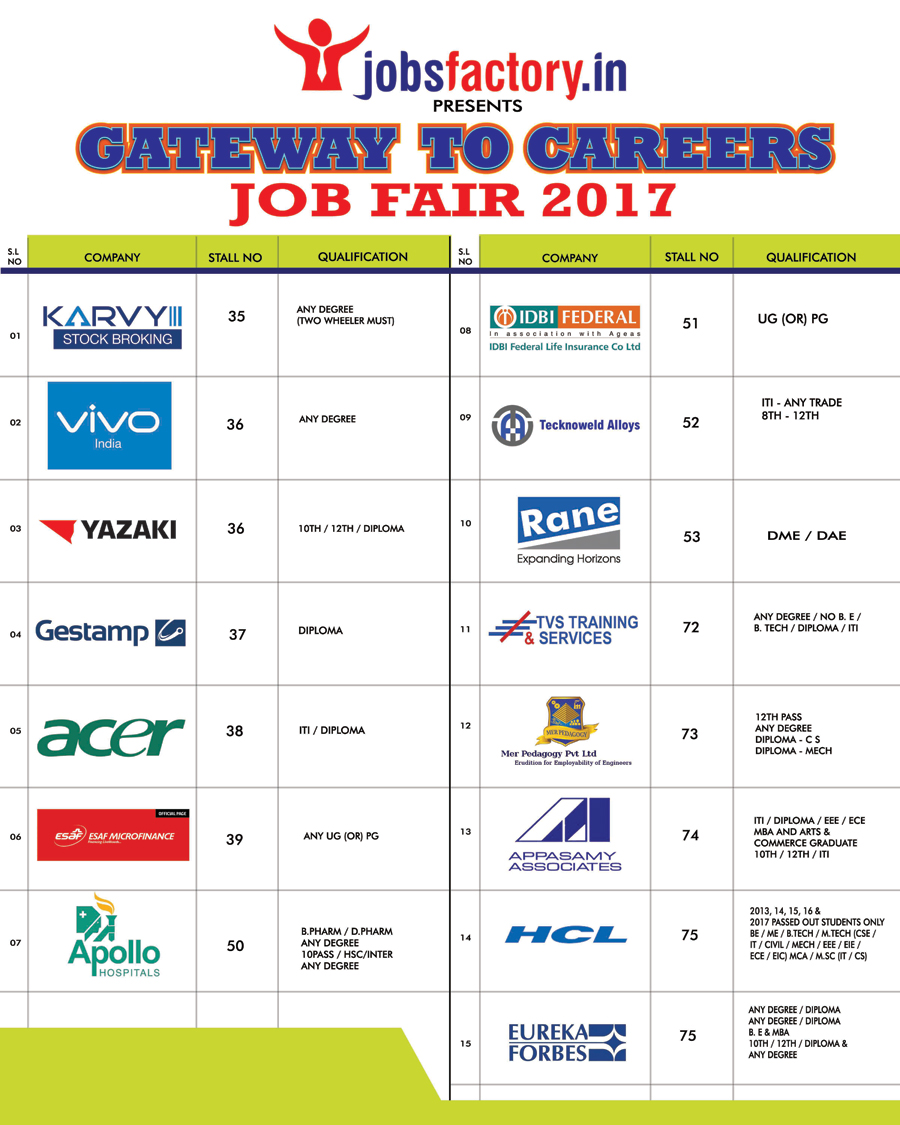 jobsfactory.in
PRESENTS
GATEWAY TO CAREERS
JOB FAIR 2017
S.L NO
COMPANY
STALL NO
QUALIFICATION
01
KARVY
STOCK BROKING
35
ANY DEGREE
(TWO WHEELER MUST)
02
vivo
India
36
ANY DEGREE
03
YAZAKI
36
10TH / 12TH / DIPLOMA
04
Gestamp
37
DIPLOMA
05
acer
38
ITI / DIPLOMA
06
OFFICIAL PAGE
ESAF ESAF MICROFINANCE
39
ANY UG (OR) PG
07
Apollo
HOSPITALS
50
B.PHARM / D.PHARM
ANY DEGREE
10PASS / HSC/INTER
ANY DEGREE
S.L NO
COMPANY
STALL NO
QUALIFICATION
08
IDBI FEDERAL
In association with Ageas
IDBI Federal Life Insurance Co Ltd
51
UG (OR) PG
09
Tecknoweld Alloys
52
ITI - ANY TRADE
8TH - 12TH
10
Rane
Expanding Horizons
53
DME / DAE
11
TVS TRAINING
& SERVICES
72
ANY DEGREE / NO B. E /
B. TECH / DIPLOMA / ITI
12
MER PEDAGOGY
Mer Pedagogy Pvt Ltd
Erudition for Employability of Engineers
73
12TH PASS
ANY DEGREE
DIPLOMA - C S
DIPLOMA - MECH
13
APPASAMY
ASSOCIATES
74
ITI / DIPLOMA / EEE / ECE
MBA AND ARTS &
COMMERCE GRADUATE
10TH / 12TH / ITI
14
HCL
75
2013, 14, 15, 16 &
2017 PASSED OUT STUDENTS ONLY
BE / ME / B.TECH / M.TECH (CSE /
IT / CIVIL / MECH / EEE / EIE /
ECE / EIC) MCA / M.SC (IT / CS)
15
EUREKA
FORBES
75
ANY DEGREE / DIPLOMA
ANY DEGREE / DIPLOMA
B. E & MBA
10TH / 12TH / DIPLOMA &
ANY DEGREE